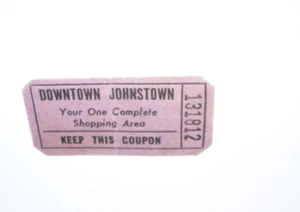 DOWNTOWN JOHNSTOWN
Your One Complete
Shopping Area
KEEP THIS COUPON
131812